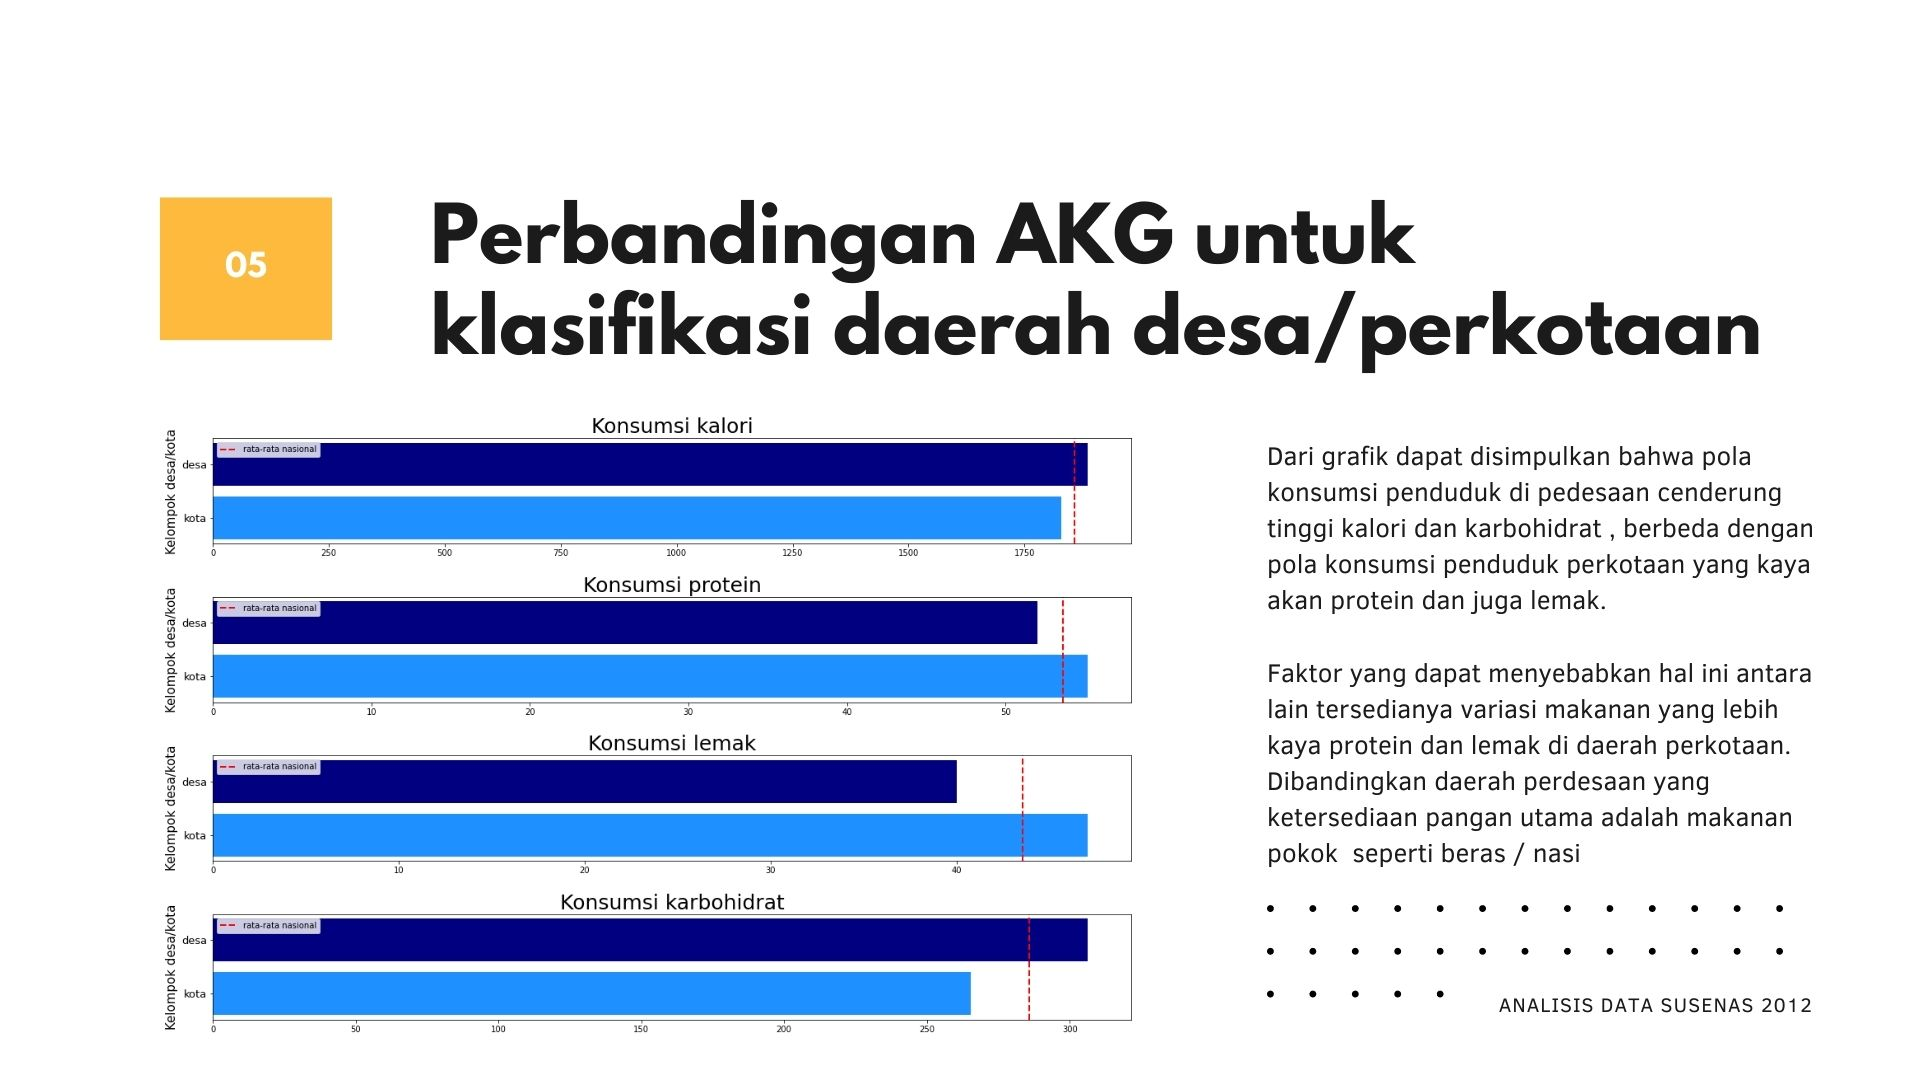 05
Perbandingan AKG untuk
klasifikasi daerah desa/perkotaan
Konsumsi kalori
Kelompok desa/kota
rata-rata nasional
desa
kota
0 250 500 750 1000 1250 1500 1750
Konsumsi protein
Kelompok desa/kota
rata-rata nasional
desa
kota
0 10 20 30 40 50
Konsumsi lemak
Kelompok desa/kota
rata-rata nasional
desa
kota
0 10 20 30 40
Konsumsi karbohidrat
Kelompok desa/kota
rata-rata nasional
desa
kota
0 50 100 150 200 250 300
Dari grafik dapat disimpulkan bahwa pola
konsumsi penduduk di pedesaan cenderung
tinggi kalori dan karbohidrat , berbeda dengan
pola konsumsi penduduk perkotaan yang kaya
akan protein dan juga lemak.
Faktor yang dapat menyebabkan hal ini antara
lain tersedianya variasi makanan yang lebih
kaya protein dan lemak di daerah perkotaan.
Dibandingkan daerah perdesaan yang
ketersediaan pangan utama adalah makanan
pokok  seperti beras / nasi
ANALISIS DATA SUSENAS 2012